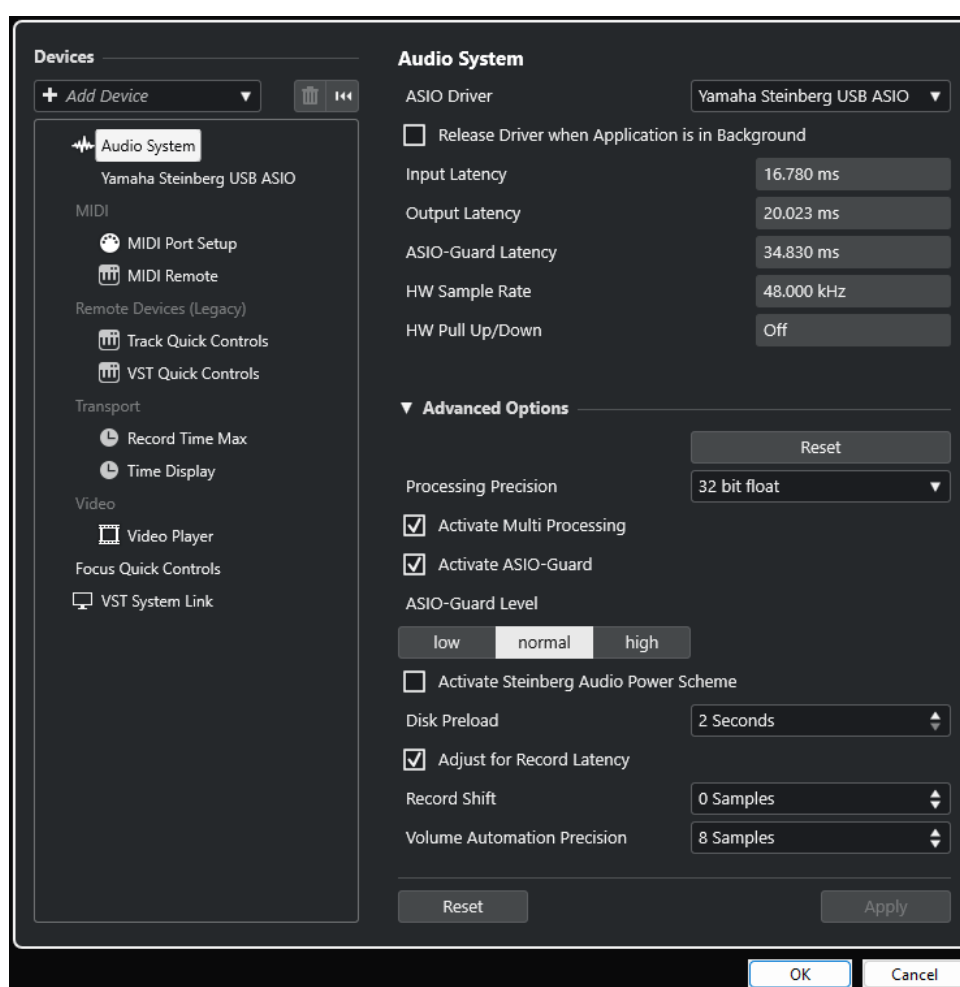 Devices
Add Device
Audio System
Yamaha Steinberg USB ASIO
MIDI
MIDI Port Setup
MIDI Remote
Remote Devices (Legacy)
Track Quick Controls
VST Quick Controls
Transport
Record Time Max
Time Display
Video
Video Player
Focus Quick Controls
VST System Link
Audio System
ASIO Driver Yamaha Steinberg USB ASIO
Release Driver when Application is in Background
Input Latency 16.780 ms
Output Latency 20.023 ms
ASIO-Guard Latency 34.830 ms
HW Sample Rate 48.000 kHz
HW Pull Up/Down Off
Advanced Options
Reset
Processing Precision 32 bit float
Activate Multi Processing
Activate ASIO-Guard
ASIO-Guard Level
low normal high
Activate Steinberg Audio Power Scheme
Disk Preload 2 Seconds
Adjust for Record Latency
Record Shift 0 Samples
Volume Automation Precision 8 Samples
Reset Apply
OK Cancel